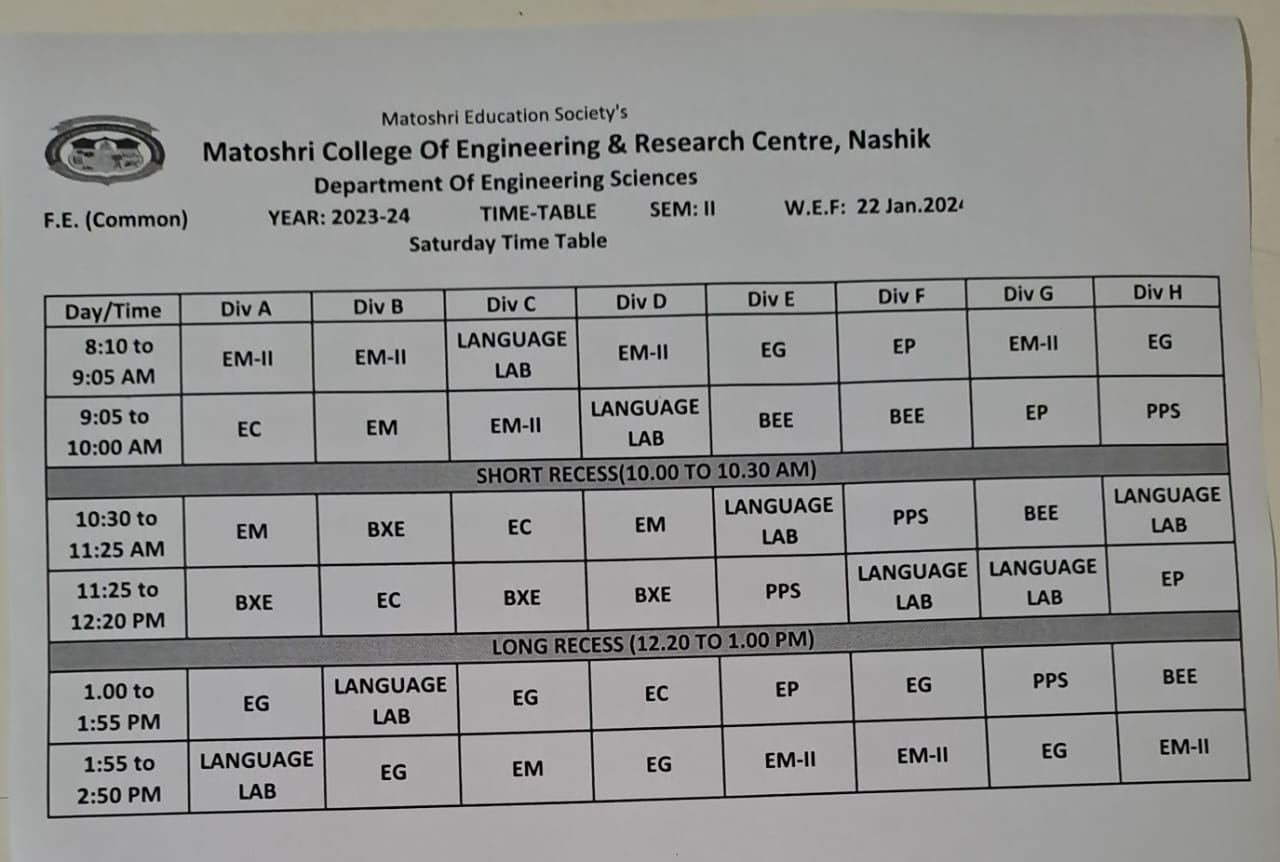 Matoshri Education Society's
Matoshri College Of Engineering & Research Centre, Nashik
Department Of Engineering Sciences
F.E. (Common) YEAR: 2023-24 TIME-TABLE SEM: II W.E.F: 22 Jan.2024
Saturday Time Table
Day/Time Div A Div B Div C Div D Div E Div F Div G Div H
8:10 to 9:05 AM EM-II EM-II LANGUAGE LAB EM-II EG EP EM-II EG
9:05 to 10:00 AM EC EM EM-II LANGUAGE LAB BEE BEE EP PPS
SHORT RECESS(10.00 TO 10.30 AM)
10:30 to 11:25 AM EM BXE EC EM LANGUAGE LAB PPS BEE LANGUAGE LAB
11:25 to 12:20 PM BXE EC BXE BXE PPS LANGUAGE LAB LANGUAGE LAB EP
LONG RECESS (12.20 TO 1.00 PM)
1.00 to 1:55 PM EG LANGUAGE LAB EG EC EP EG PPS BEE
1:55 to 2:50 PM LANGUAGE LAB EG EM EG EM-II EM-II EG EM-II